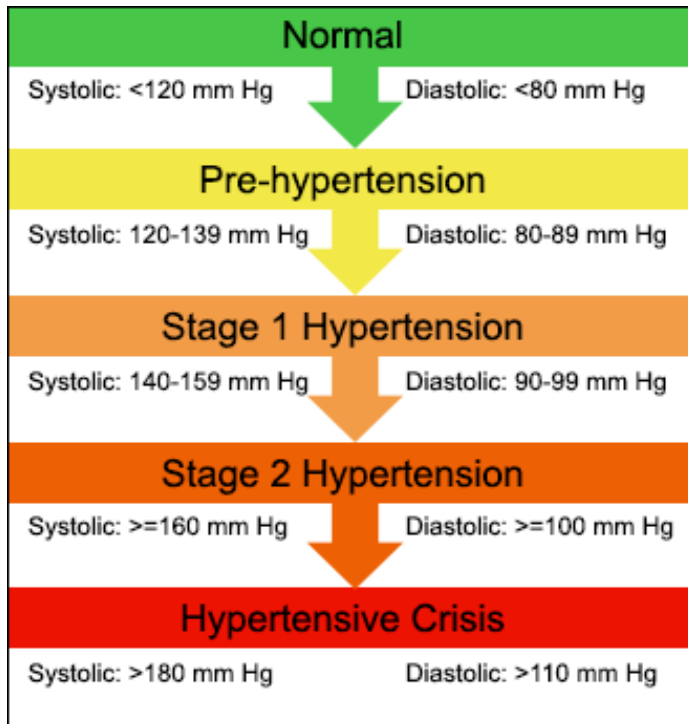 Normal
Systolic: <120 mm Hg Diastolic: <80 mm Hg
Pre-hypertension
Systolic: 120-139 mm Hg Diastolic: 80-89 mm Hg
Stage 1 Hypertension
Systolic: 140-159 mm Hg Diastolic: 90-99 mm Hg
Stage 2 Hypertension
Systolic: >=160 mm Hg Diastolic: >=100 mm Hg
Hypertensive Crisis
Systolic: >180 mm Hg Diastolic: >110 mm Hg